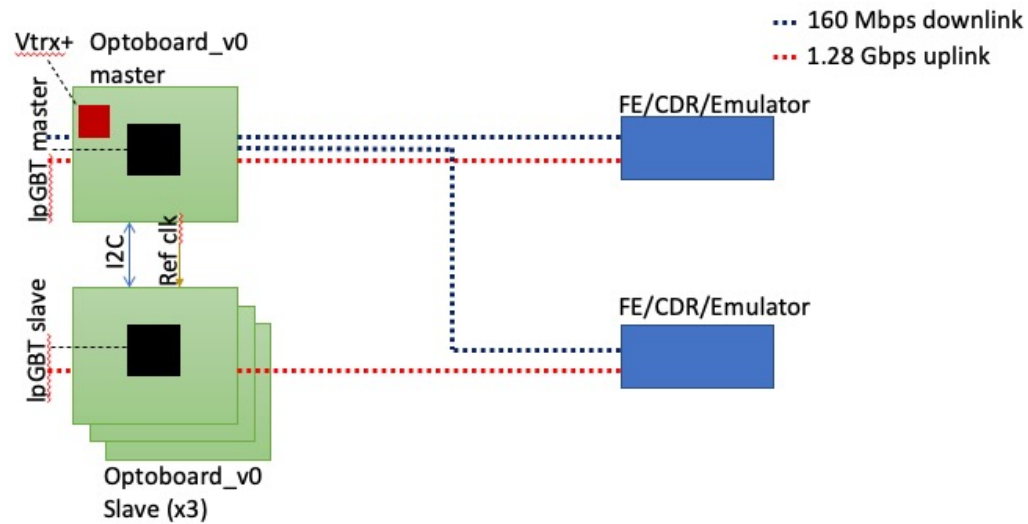 160 Mbps downlink
1.28 Gbps uplink
Vtrx+
Optoboard_v0
master
FE/CDR/Emulator
lpGBT master
I2C
Ref clk
FE/CDR/Emulator
lpGBT slave
Optoboard_v0
Slave (x3)